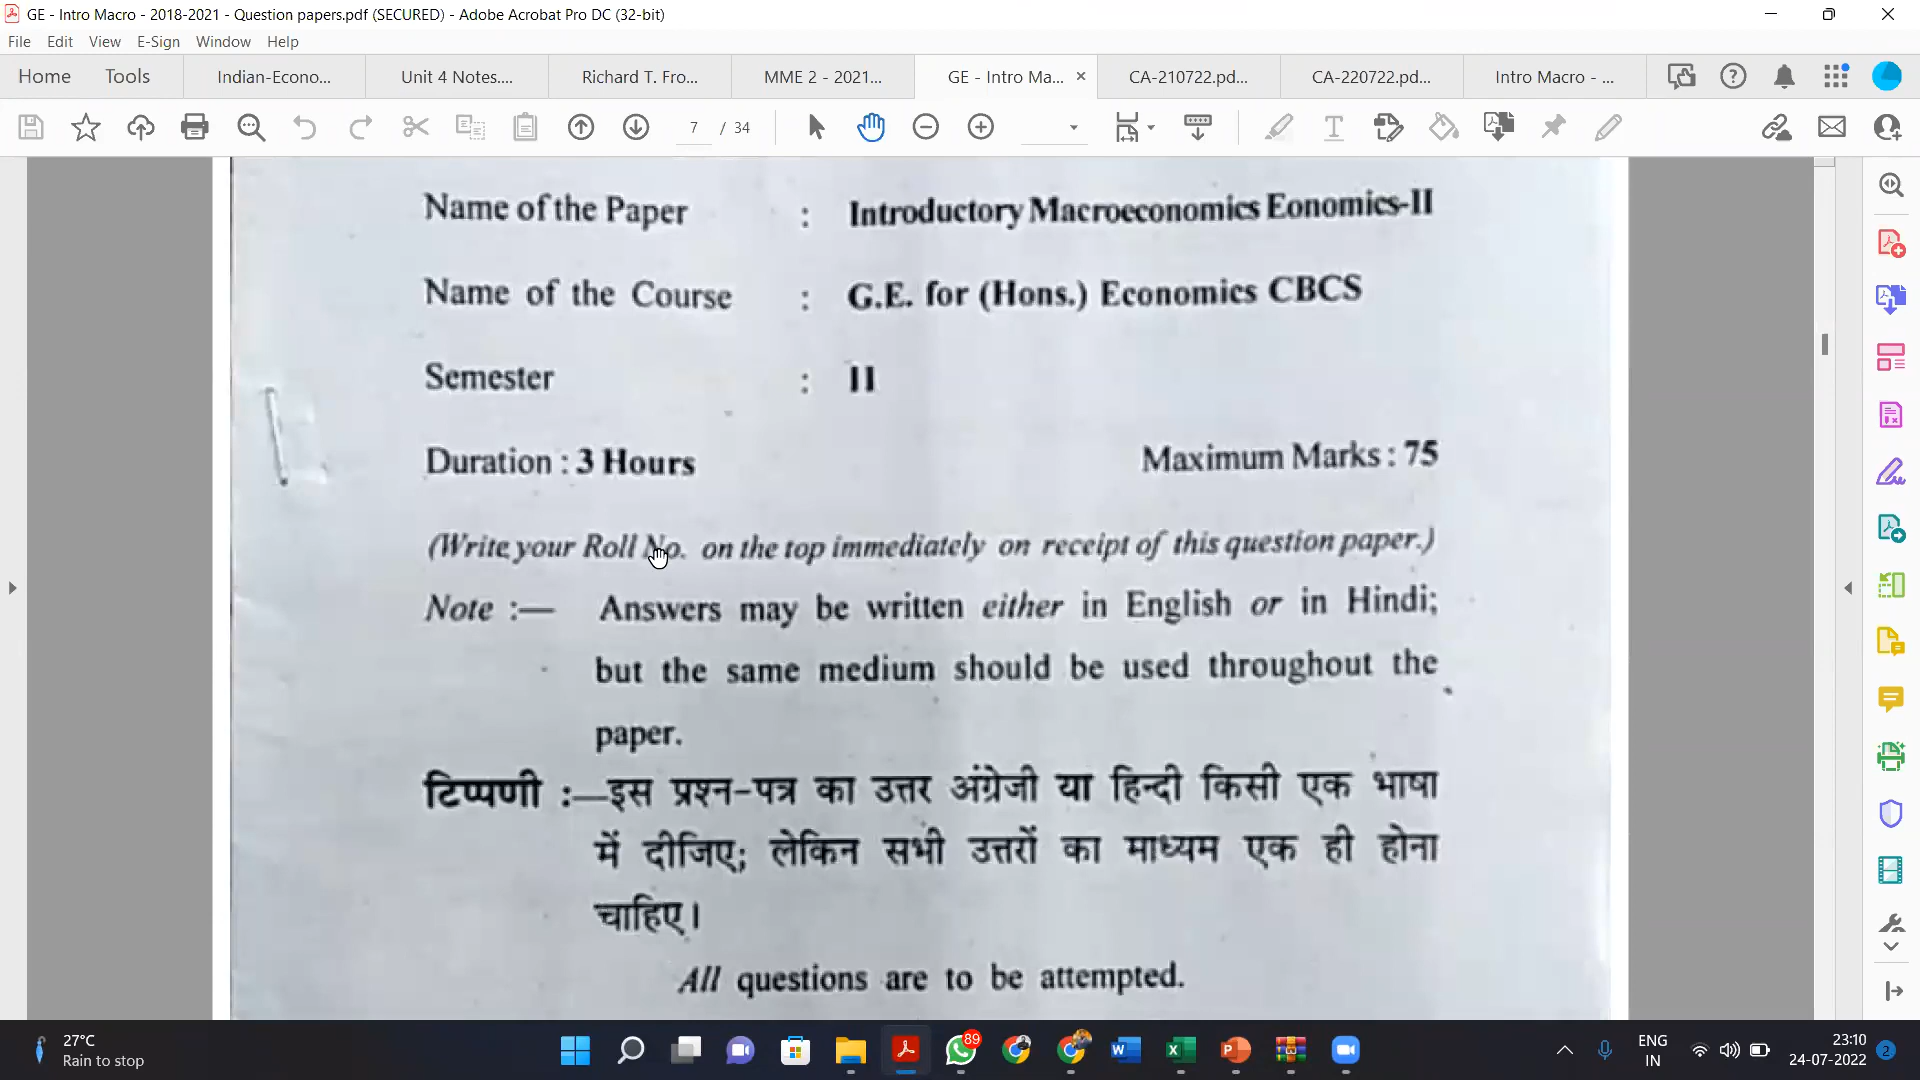 GE - Intro Macro - 2018-2021 - Question papers.pdf (SECURED) - Adobe Acrobat Pro DC (32-bit)
File Edit View E-Sign Window Help
Home Tools Indian-Econo... Unit 4 Notes.... Richard T. Fro... MME 2 - 2021... GE - Intro Ma... × CA-210722.pd... CA-220722.pd... Intro Macro - ...
7 / 34
Name of the Paper : Introductory Macroeconomics Eonomics-II
Name of the Course : G.E. for (Hons.) Economics CBCS
Semester : II
Duration : 3 Hours Maximum Marks : 75
(Write your Roll No. on the top immediately on receipt of this question paper.)
Note :— Answers may be written either in English or in Hindi;
but the same medium should be used throughout the
paper.
टिप्पणी :—इस प्रश्न-पत्र का उत्तर अंग्रेजी या हिन्दी किसी एक भाषा
में दीजिए; लेकिन सभी उत्तरों का माध्यम एक ही होना
चाहिए।
All questions are to be attempted.
27°C
Rain to stop
89
ENG
IN
23:10
24-07-2022
2